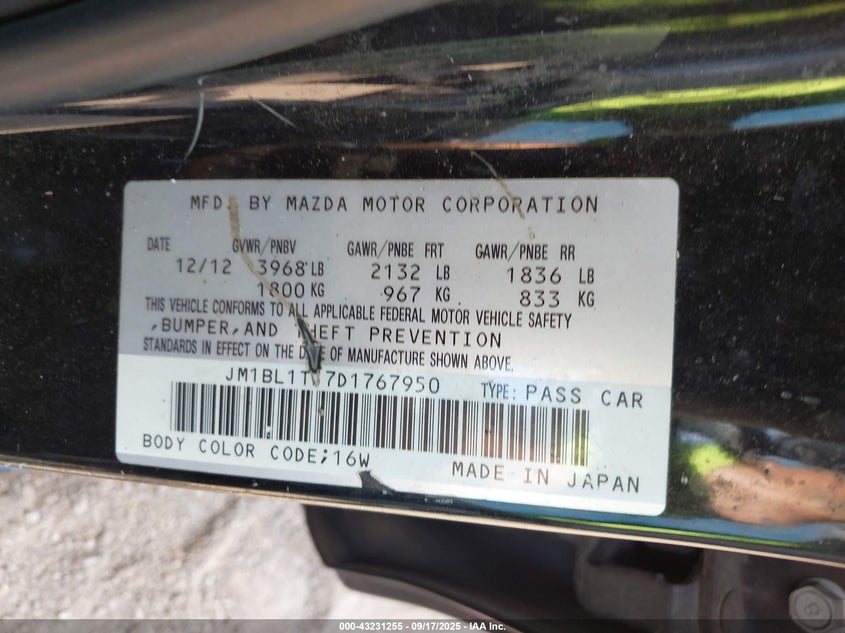 MFD. BY MAZDA MOTOR CORPORATION
DATE GVWR/PNBV GAWR/PNBE FRT GAWR/PNBE RR
12/12 3968 LB 2132 LB 1836 LB
1800 KG 967 KG 833 KG
THIS VEHICLE CONFORMS TO ALL APPLICABLE FEDERAL MOTOR VEHICLE SAFETY
,BUMPER,AND THEFT PREVENTION
STANDARDS IN EFFECT ON THE DATE OF MANUFACTURE SHOWN ABOVE.
TYPE: PASS CAR
BODY COLOR CODE;16W
MADE IN JAPAN
000-43231255 - 09/17/2025 - IAA Inc.